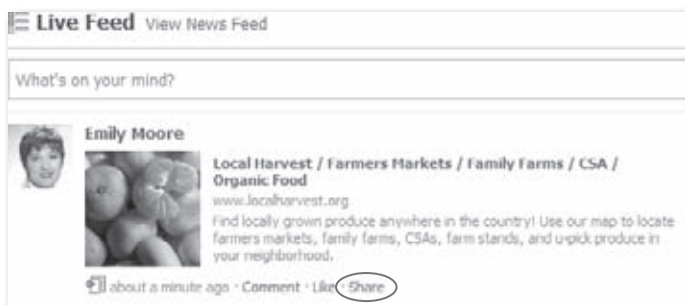 Live Feed View News Feed
What's on your mind?
Emily Moore
Local Harvest / Farmers Markets / Family Farms / CSA /
Organic Food
www.localharvest.org
Find locally grown produce anywhere in the country! Use our map to locate
farmers markets, family farms, CSAs, farm stands, and u-pick produce in
your neighborhood.
about a minute ago · Comment · Like · Share